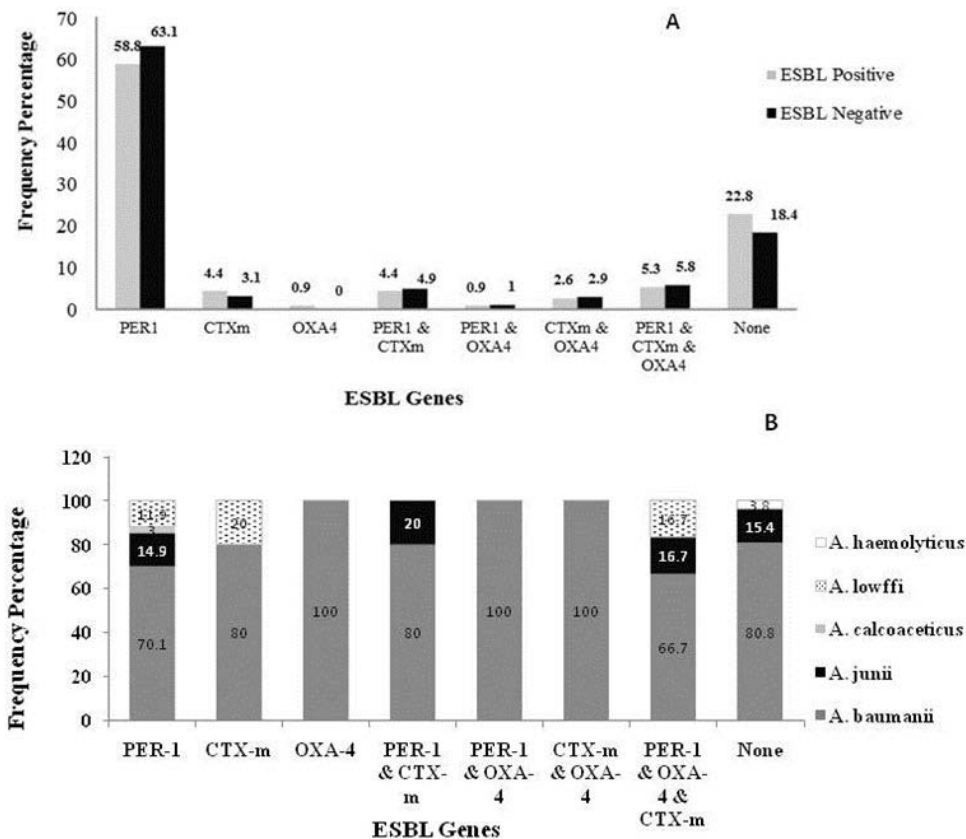 A
70
60
50
40
30
20
10
0
Frequency Percentage
58.8 63.1
4.4 3.1
0.9 0
4.4 4.9
0.9 1
2.6 2.9
5.3 5.8
22.8 18.4
ESBL Positive
ESBL Negative
PER1
CTXm
OXA4
PER1 &
CTXm
PER1 &
OXA4
CTXm &
OXA4
PER1 &
CTXm &
OXA4
None
ESBL Genes
B
120
100
80
60
40
20
0
Frequency Percentage
11.9
3
14.9
70.1
20
80
100
20
80
100
100
16.7
16.7
66.7
3.8
15.4
80.8
A. haemolyticus
A. lowffi
A. calcoaceticus
A. junii
A. baumanii
PER-1
CTX-m
OXA-4
PER-1
& CTX-
m
PER-1
& OXA-
4
CTX-m
& OXA-
4
PER-1
& OXA-
4 &
CTX-m
None
ESBL Genes